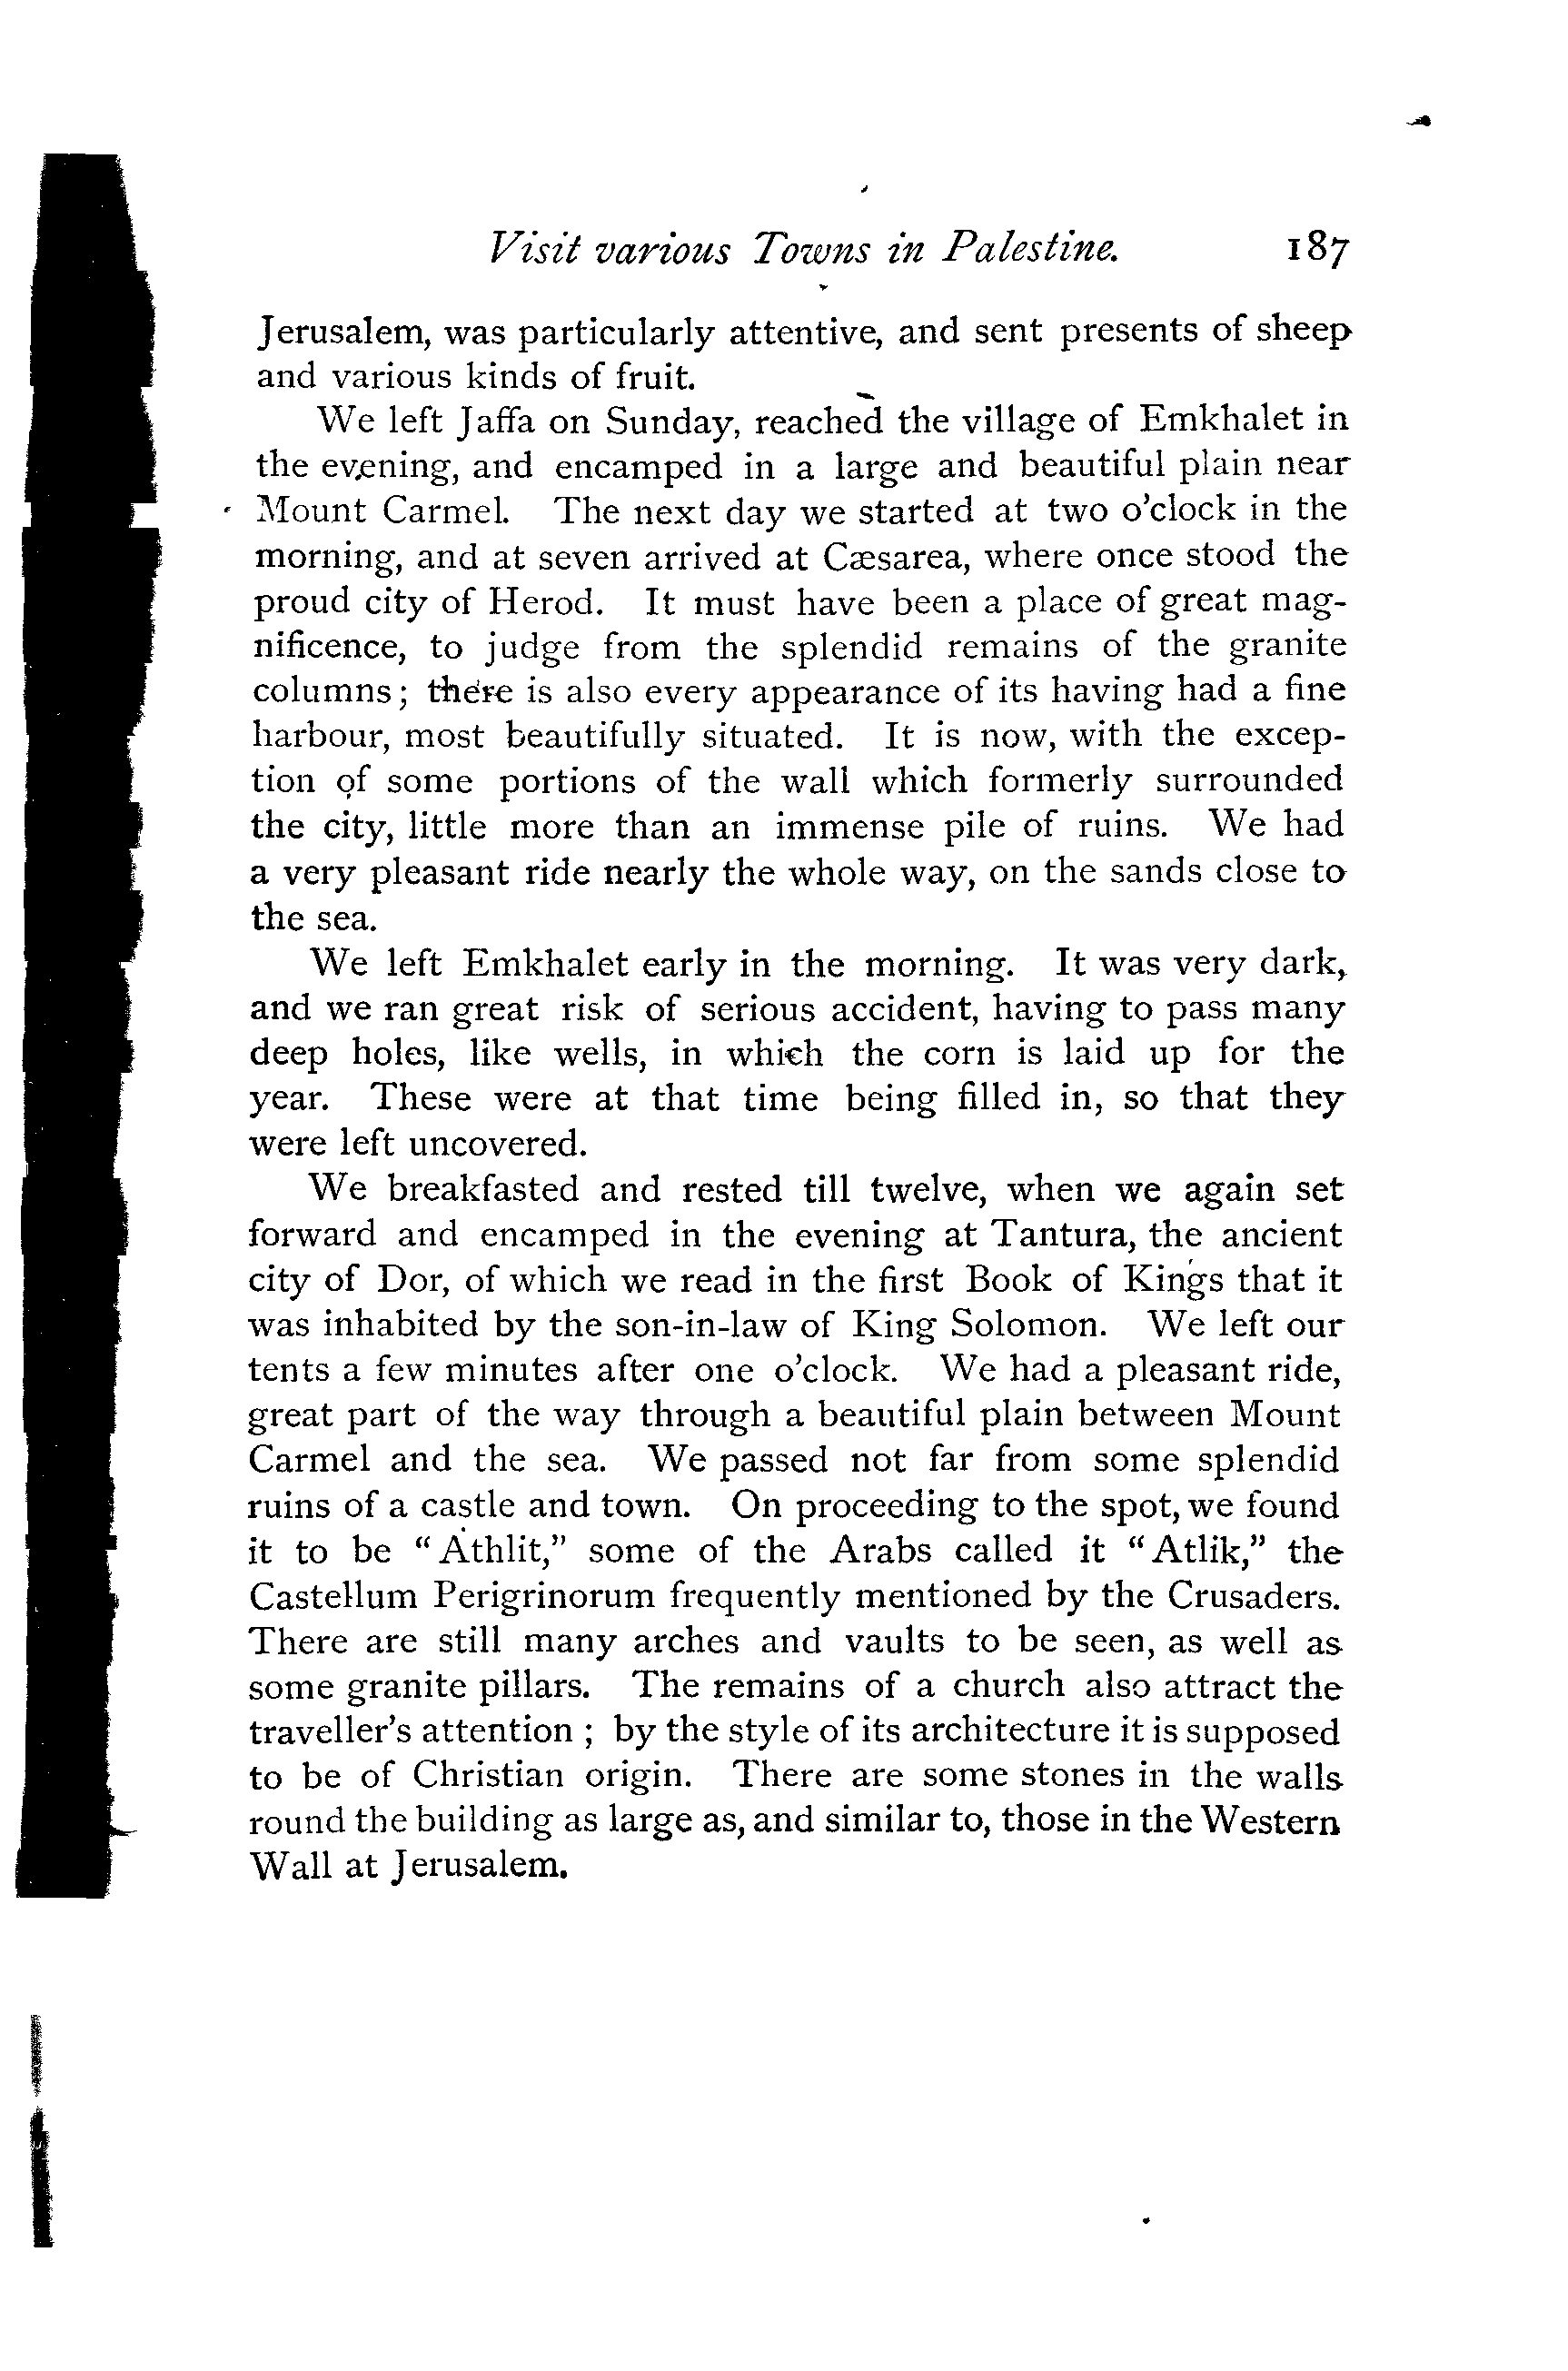 Visit various Towns in Palestine. 187
Jerusalem, was particularly attentive, and sent presents of sheep
and various kinds of fruit.
We left Jaffa on Sunday, reached the village of Emkhalet in
the evening, and encamped in a large and beautiful plain near
Mount Carmel. The next day we started at two o'clock in the
morning, and at seven arrived at Cæsarea, where once stood the
proud city of Herod. It must have been a place of great mag-
nificence, to judge from the splendid remains of the granite
columns; there is also every appearance of its having had a fine
harbour, most beautifully situated. It is now, with the excep-
tion of some portions of the wall which formerly surrounded
the city, little more than an immense pile of ruins. We had
a very pleasant ride nearly the whole way, on the sands close to
the sea.
We left Emkhalet early in the morning. It was very dark,
and we ran great risk of serious accident, having to pass many
deep holes, like wells, in which the corn is laid up for the
year. These were at that time being filled in, so that they
were left uncovered.
We breakfasted and rested till twelve, when we again set
forward and encamped in the evening at Tantura, the ancient
city of Dor, of which we read in the first Book of Kings that it
was inhabited by the son-in-law of King Solomon. We left our
tents a few minutes after one o'clock. We had a pleasant ride,
great part of the way through a beautiful plain between Mount
Carmel and the sea. We passed not far from some splendid
ruins of a castle and town. On proceeding to the spot, we found
it to be "Athlit," some of the Arabs called it "Atlik," the
Castellum Perigrinorum frequently mentioned by the Crusaders.
There are still many arches and vaults to be seen, as well as
some granite pillars. The remains of a church also attract the
traveller's attention; by the style of its architecture it is supposed
to be of Christian origin. There are some stones in the walls
round the building as large as, and similar to, those in the Western
Wall at Jerusalem.